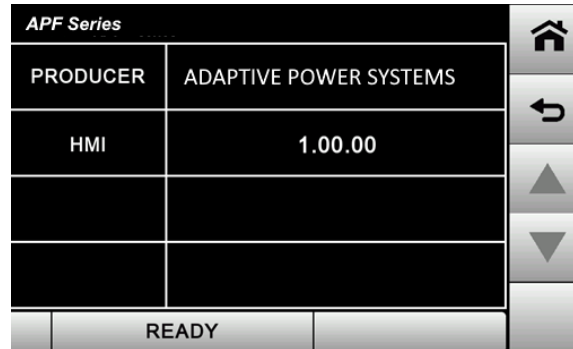 APF Series
PRODUCER ADAPTIVE POWER SYSTEMS
HMI 1.00.00
READY